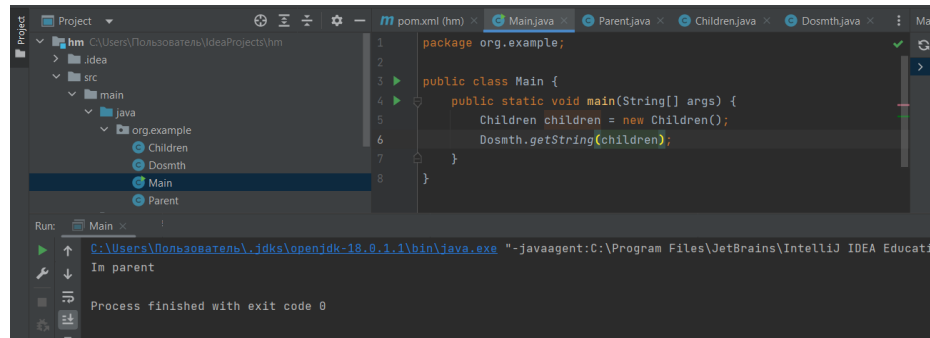 Project
Project
pom.xml (hm)
Main.java
Parent.java
Children.java
Dosmth.java
Ma
hm C:\Users\Пользователь\IdeaProjects\hm
.idea
src
main
java
org.example
Children
Dosmth
Main
Parent
1 package org.example;
2
3 public class Main {
4 public static void main(String[] args) {
5 Children children = new Children();
6 Dosmth.getString(children);
7 }
8 }
Run: Main
C:\Users\Пользователь\.jdks\openjdk-18.0.1.1\bin\java.exe "-javaagent:C:\Program Files\JetBrains\IntelliJ IDEA Educati
Im parent
Process finished with exit code 0